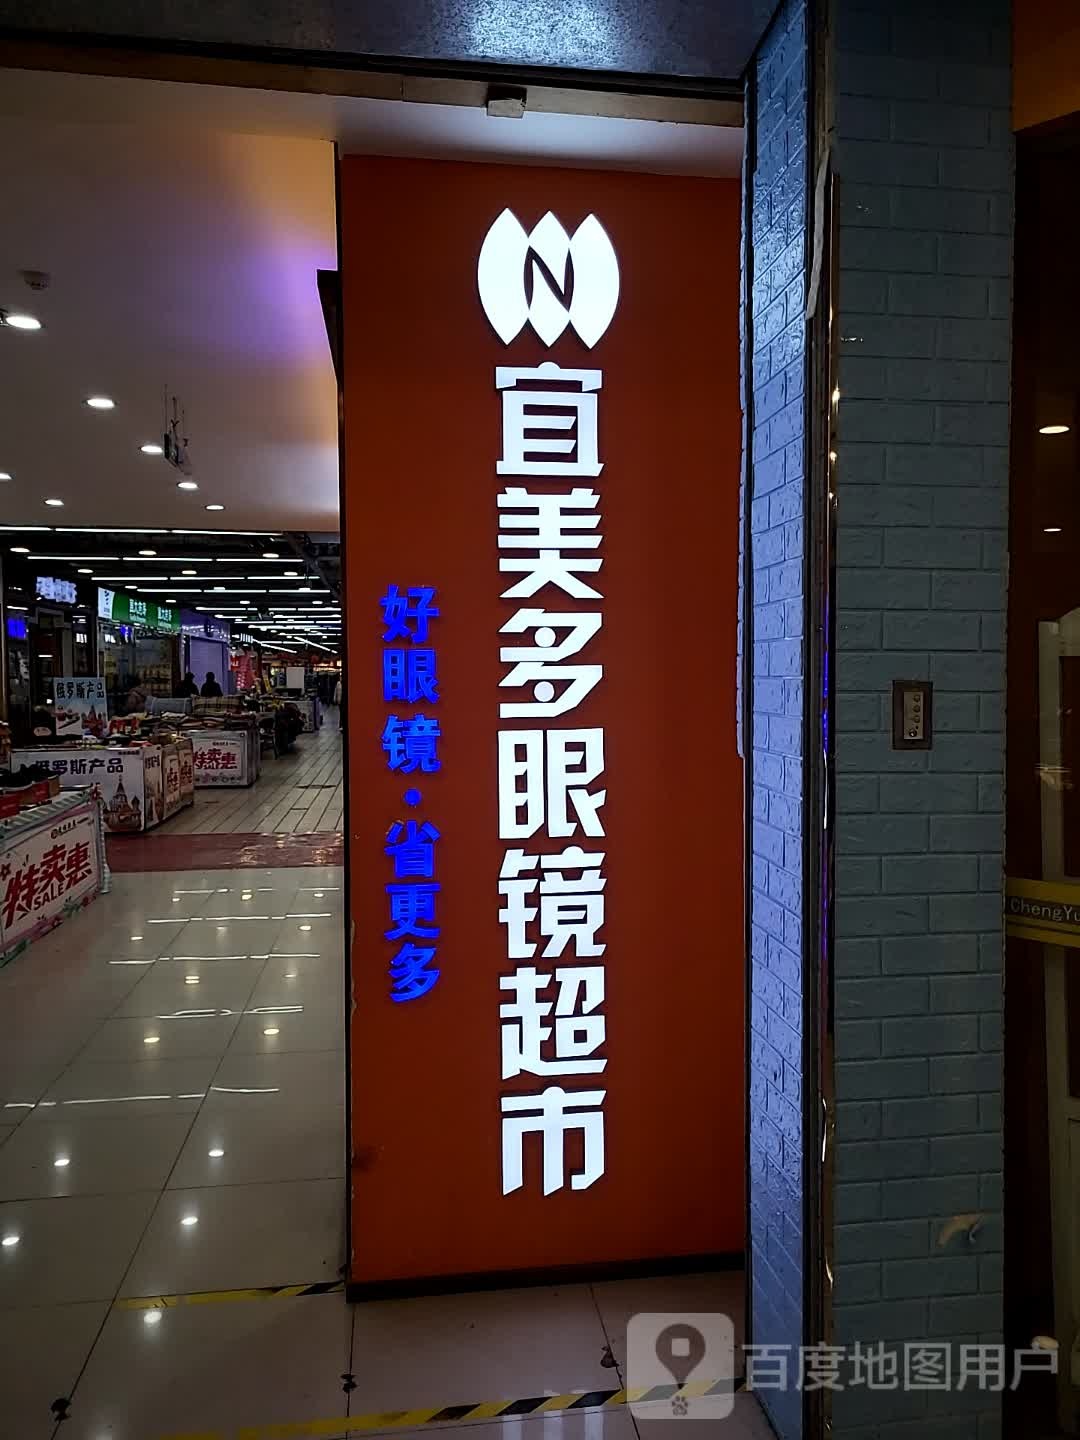 N
宜美多眼镜超市
好眼镜·省更多
俄罗斯产品
俄罗斯产品
特卖惠
特卖惠
SALE
ChengYu
百度地图用户